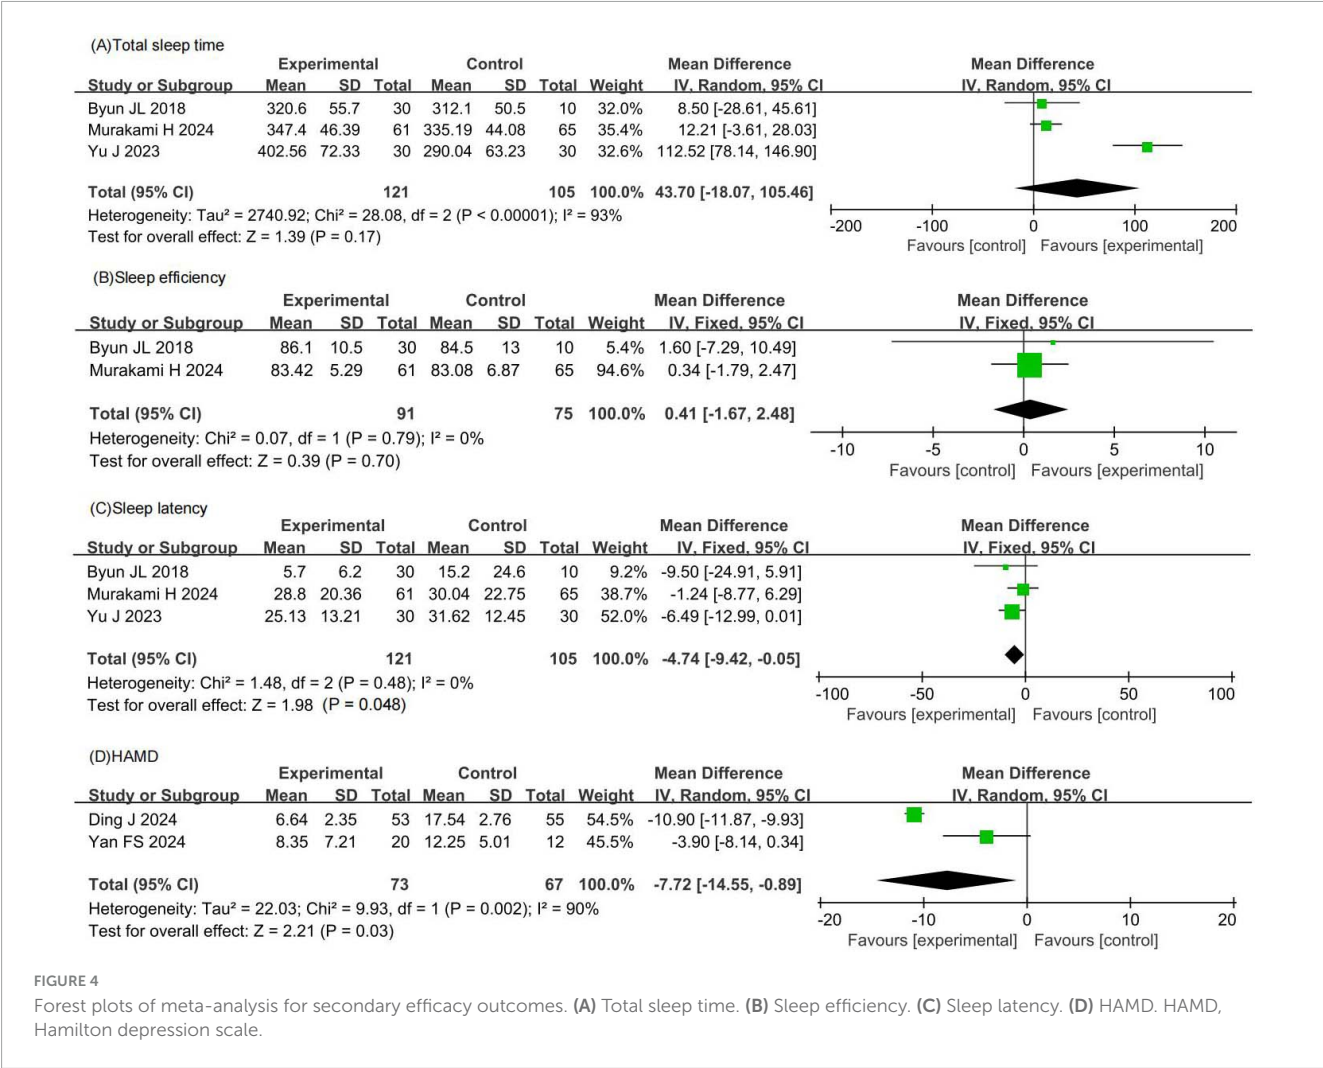 (A)Total sleep time
Experimental Control Mean Difference Mean Difference
Study or Subgroup Mean SD Total Mean SD Total Weight IV, Random, 95% CI IV, Random, 95% CI
Byun JL 2018 320.6 55.7 30 312.1 50.5 10 32.0% 8.50 [-28.61, 45.61]
Murakami H 2024 347.4 46.39 61 335.19 44.08 65 35.4% 12.21 [-3.61, 28.03]
Yu J 2023 402.56 72.33 30 290.04 63.23 30 32.6% 112.52 [78.14, 146.90]
Total (95% CI) 121 105 100.0% 43.70 [-18.07, 105.46]
Heterogeneity: Tau² = 2740.92; Chi² = 28.08, df = 2 (P < 0.00001); I² = 93%
Test for overall effect: Z = 1.39 (P = 0.17)
-200 -100 0 100 200
Favours [control] Favours [experimental]
(B)Sleep efficiency
Experimental Control Mean Difference Mean Difference
Study or Subgroup Mean SD Total Mean SD Total Weight IV, Fixed, 95% CI IV, Fixed, 95% CI
Byun JL 2018 86.1 10.5 30 84.5 13 10 5.4% 1.60 [-7.29, 10.49]
Murakami H 2024 83.42 5.29 61 83.08 6.87 65 94.6% 0.34 [-1.79, 2.47]
Total (95% CI) 91 75 100.0% 0.41 [-1.67, 2.48]
Heterogeneity: Chi² = 0.07, df = 1 (P = 0.79); I² = 0%
Test for overall effect: Z = 0.39 (P = 0.70)
-10 -5 0 5 10
Favours [control] Favours [experimental]
(C)Sleep latency
Experimental Control Mean Difference Mean Difference
Study or Subgroup Mean SD Total Mean SD Total Weight IV, Fixed, 95% CI IV, Fixed, 95% CI
Byun JL 2018 5.7 6.2 30 15.2 24.6 10 9.2% -9.50 [-24.91, 5.91]
Murakami H 2024 28.8 20.36 61 30.04 22.75 65 38.7% -1.24 [-8.77, 6.29]
Yu J 2023 25.13 13.21 30 31.62 12.45 30 52.0% -6.49 [-12.99, 0.01]
Total (95% CI) 121 105 100.0% -4.74 [-9.42, -0.05]
Heterogeneity: Chi² = 1.48, df = 2 (P = 0.48); I² = 0%
Test for overall effect: Z = 1.98 (P = 0.048)
-100 -50 0 50 100
Favours [experimental] Favours [control]
(D)HAMD
Experimental Control Mean Difference Mean Difference
Study or Subgroup Mean SD Total Mean SD Total Weight IV, Random, 95% CI IV, Random, 95% CI
Ding J 2024 6.64 2.35 53 17.54 2.76 55 54.5% -10.90 [-11.87, -9.93]
Yan FS 2024 8.35 7.21 20 12.25 5.01 12 45.5% -3.90 [-8.14, 0.34]
Total (95% CI) 73 67 100.0% -7.72 [-14.55, -0.89]
Heterogeneity: Tau² = 22.03; Chi² = 9.93, df = 1 (P = 0.002); I² = 90%
Test for overall effect: Z = 2.21 (P = 0.03)
-20 -10 0 10 20
Favours [experimental] Favours [control]
FIGURE 4
Forest plots of meta-analysis for secondary efficacy outcomes. (A) Total sleep time. (B) Sleep efficiency. (C) Sleep latency. (D) HAMD. HAMD,
Hamilton depression scale.